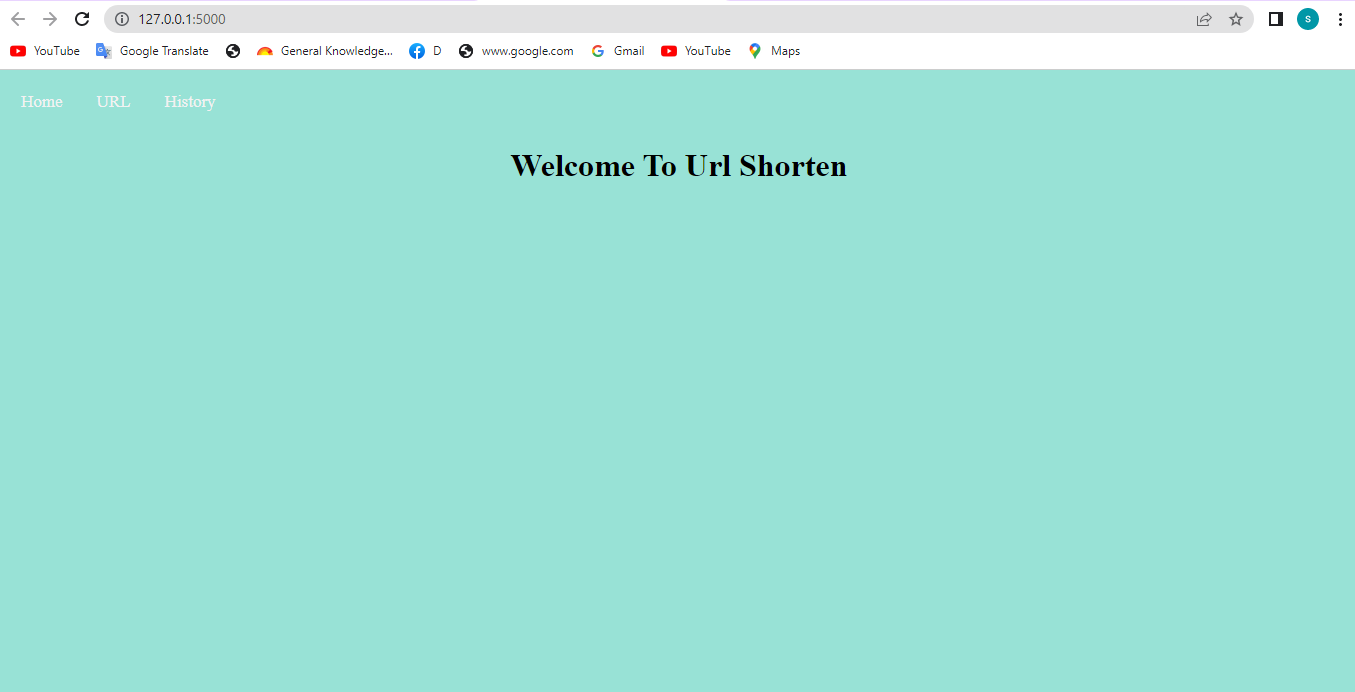 127.0.0.1:5000
S
YouTube Google Translate General Knowledge... D www.google.com Gmail YouTube Maps
Home URL History
Welcome To Url Shorten